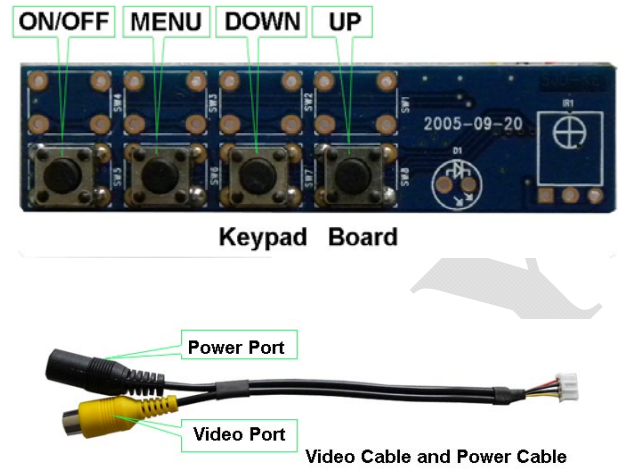 ON/OFF MENU DOWN UP
SW4 SW3 SW2 SW1
IR1
2005-09-20
D1
SW5 SW6 SW7 SW8
Keypad Board
Power Port
Video Port
Video Cable and Power Cable